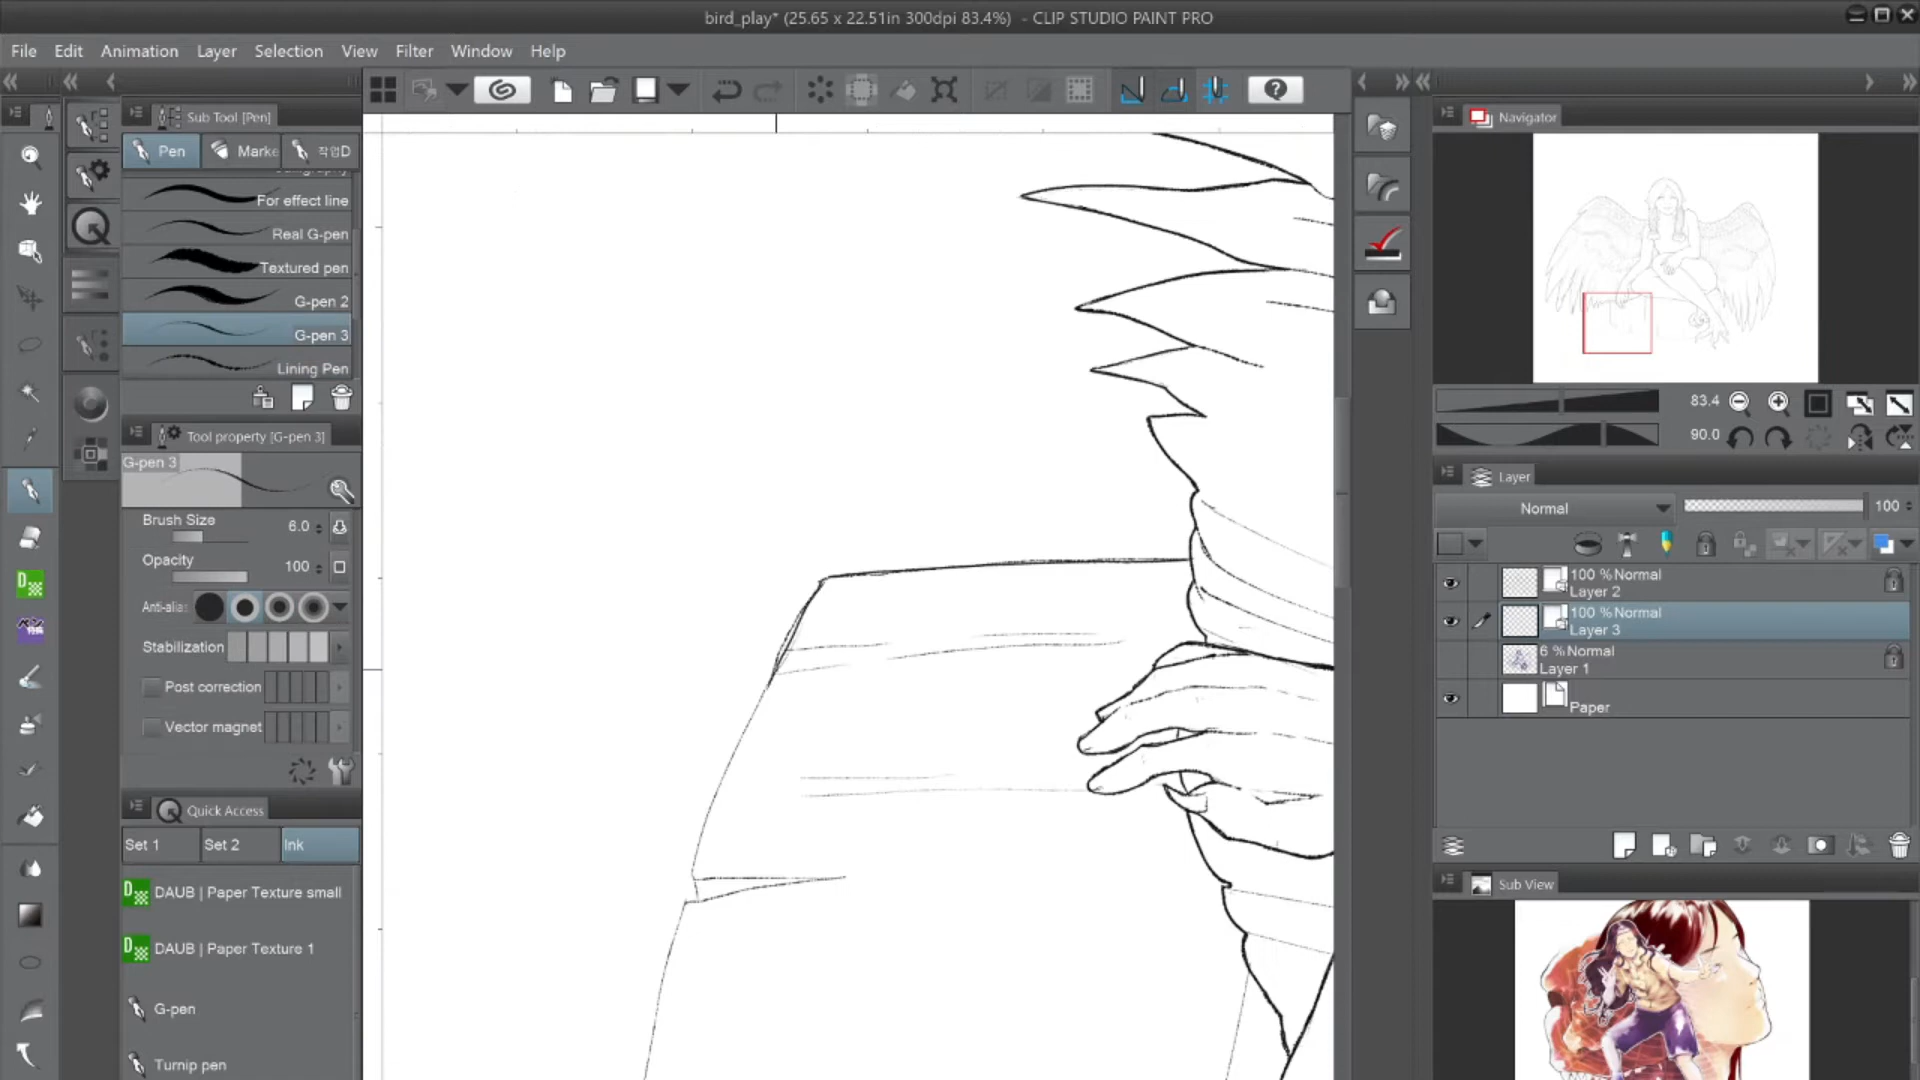 bird_play* (25.65 x 22.51in 300dpi 83.4%) - CLIP STUDIO PAINT PRO
File Edit Animation Layer Selection View Filter Window Help
Sub Tool [Pen]
Pen Marke 작업D
For effect line
Real G-pen
Textured pen
G-pen 2
G-pen 3
Lining Pen
Tool property [G-pen 3]
G-pen 3
Brush Size 6.0
Opacity 100
Anti-alias
Stabilization
Post correction
Vector magnet
Quick Access
Set 1 Set 2 Ink
DAUB | Paper Texture small
DAUB | Paper Texture 1
G-pen
Turnip pen
Navigator
83.4
90.0
Layer
Normal 100
100 % Normal
Layer 2
100 % Normal
Layer 3
6 % Normal
Layer 1
Paper
Sub View